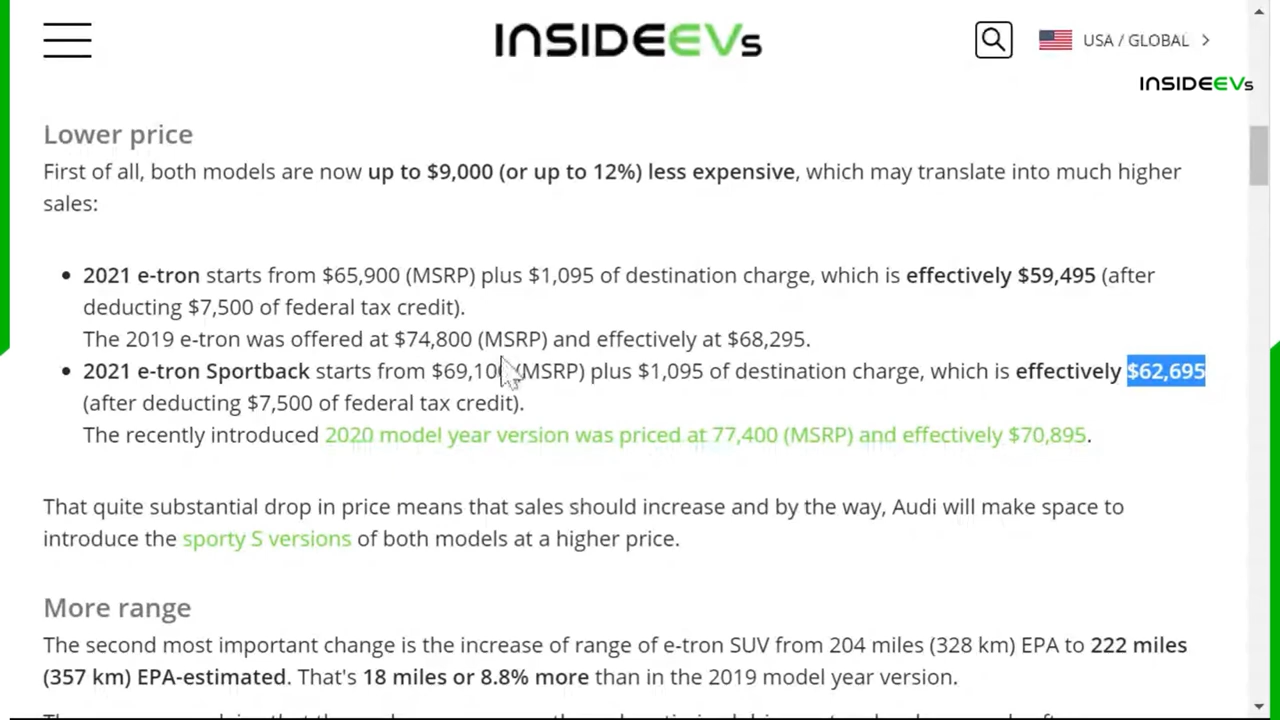 INSIDEEVs
USA / GLOBAL
INSIDEEVs
Lower price
First of all, both models are now up to $9,000 (or up to 12%) less expensive, which may translate into much higher
sales:
2021 e-tron starts from $65,900 (MSRP) plus $1,095 of destination charge, which is effectively $59,495 (after
deducting $7,500 of federal tax credit).
The 2019 e-tron was offered at $74,800 (MSRP) and effectively at $68,295.
2021 e-tron Sportback starts from $69,100 (MSRP) plus $1,095 of destination charge, which is effectively $62,695
(after deducting $7,500 of federal tax credit).
The recently introduced 2020 model year version was priced at 77,400 (MSRP) and effectively $70,895.
That quite substantial drop in price means that sales should increase and by the way, Audi will make space to
introduce the sporty S versions of both models at a higher price.
More range
The second most important change is the increase of range of e-tron SUV from 204 miles (328 km) EPA to 222 miles
(357 km) EPA-estimated. That's 18 miles or 8.8% more than in the 2019 model year version.